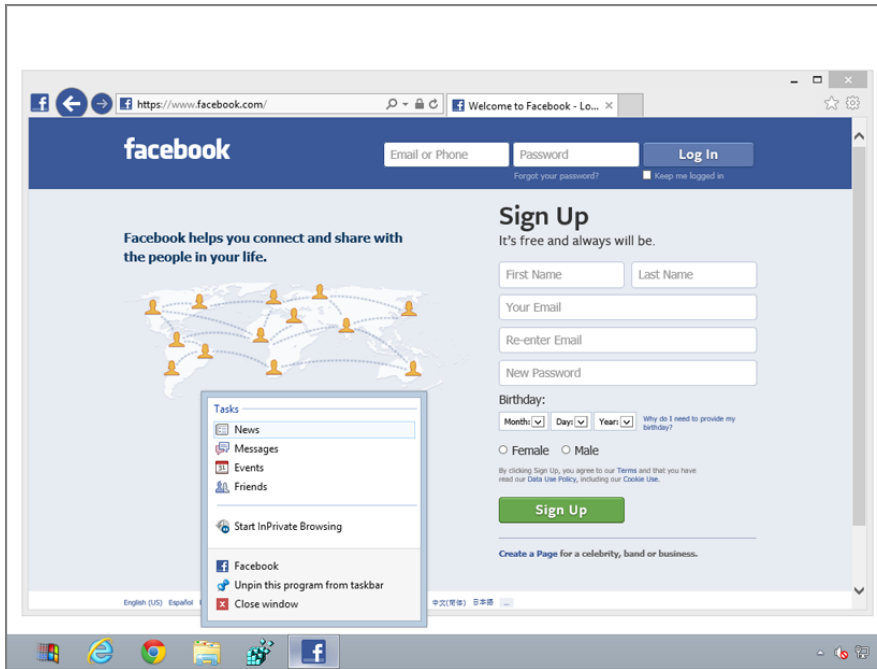 https://www.facebook.com/
Welcome to Facebook - Lo...
facebook
Email or Phone
Password
Log In
Forgot your password?
Keep me logged in
Facebook helps you connect and share with
the people in your life.
Sign Up
It's free and always will be.
First Name
Last Name
Your Email
Re-enter Email
New Password
Birthday:
Month:
Day:
Year:
Why do I need to provide my
birthday?
Female
Male
By clicking Sign Up, you agree to our Terms and that you have
read our Data Use Policy, including our Cookie Use.
Sign Up
Create a Page for a celebrity, band or business.
Tasks
News
Messages
31
Events
Friends
Start InPrivate Browsing
Facebook
Unpin this program from taskbar
Close window
English (US) Español
中文(简体) 日本語 ...